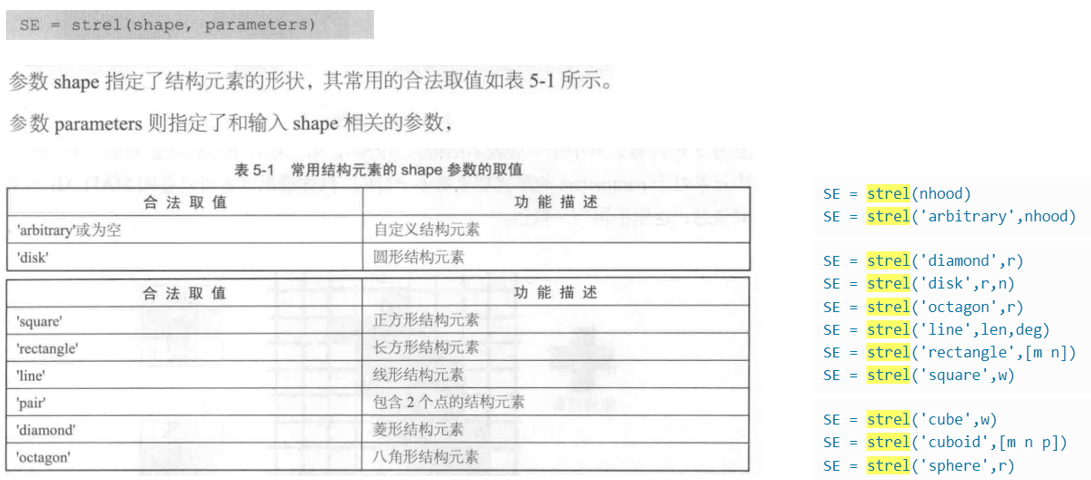 SE = strel(shape, parameters)
参数 shape 指定了结构元素的形状，其常用的合法取值如表 5-1 所示。
参数 parameters 则指定了和输入 shape 相关的参数，
表 5-1 常用结构元素的 shape 参数的取值
合法取值 功能描述
'arbitrary'或为空 自定义结构元素
'disk' 圆形结构元素
合法取值 功能描述
'square' 正方形结构元素
'rectangle' 长方形结构元素
'line' 线形结构元素
'pair' 包含 2 个点的结构元素
'diamond' 菱形结构元素
'octagon' 八角形结构元素
SE = strel(nhood)
SE = strel('arbitrary',nhood)
SE = strel('diamond',r)
SE = strel('disk',r,n)
SE = strel('octagon',r)
SE = strel('line',len,deg)
SE = strel('rectangle',[m n])
SE = strel('square',w)
SE = strel('cube',w)
SE = strel('cuboid',[m n p])
SE = strel('sphere',r)